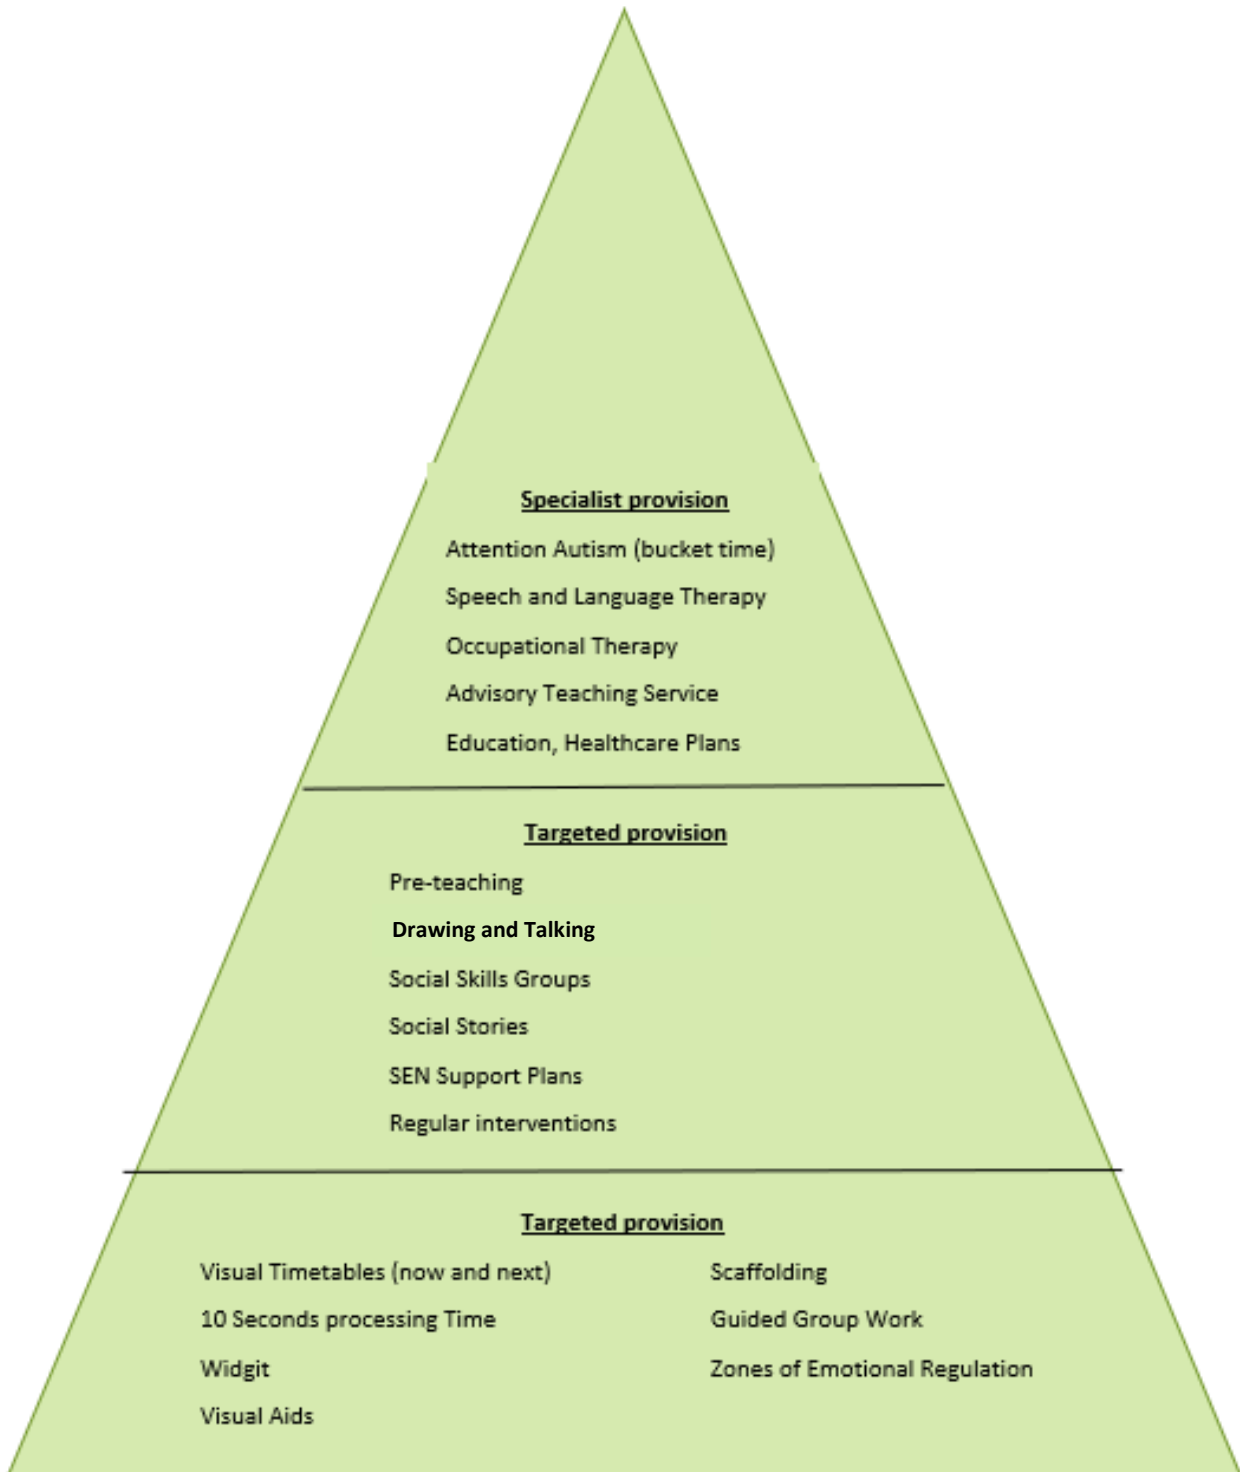 Specialist provision
Attention Autism (bucket time)
Speech and Language Therapy
Occupational Therapy
Advisory Teaching Service
Education, Healthcare Plans
Targeted provision
Pre-teaching
Drawing and Talking
Social Skills Groups
Social Stories
SEN Support Plans
Regular interventions
Targeted provision
Visual Timetables (now and next)
10 Seconds processing Time
Widgit
Visual Aids
Scaffolding
Guided Group Work
Zones of Emotional Regulation